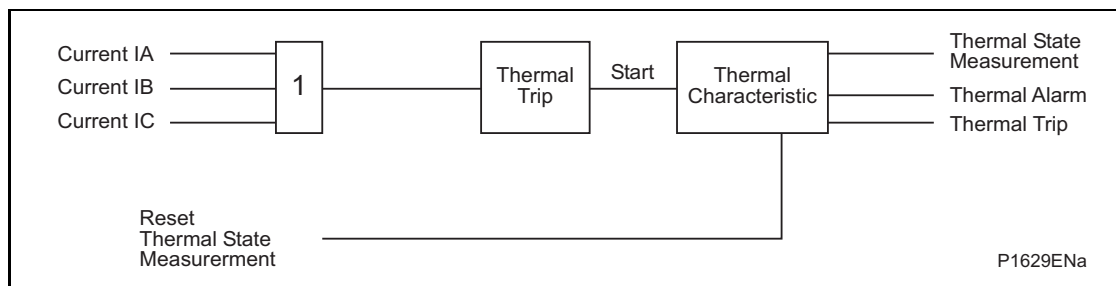 Current IA
Current IB
Current IC
1
Thermal
Trip
Start
Thermal
Characteristic
Thermal State
Measurement
Thermal Alarm
Thermal Trip
Reset
Thermal State
Measurerment
P1629ENa